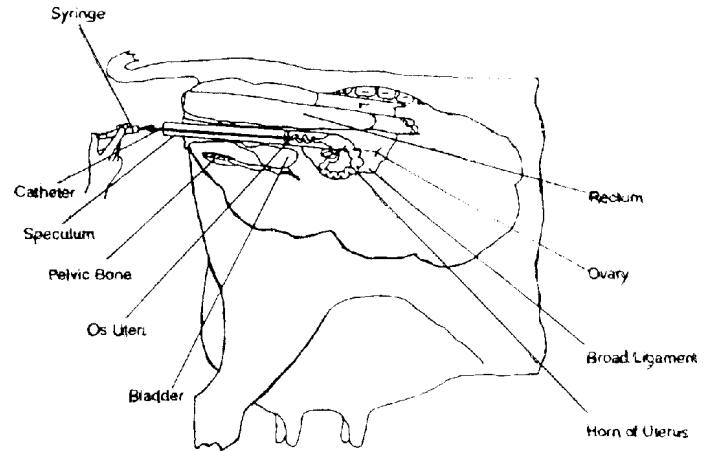 Syringe
Catheter
Speculum
Pelvic Bone
Os Uteri
Bladder
Rectum
Ovary
Broad Ligament
Horn of Uterus